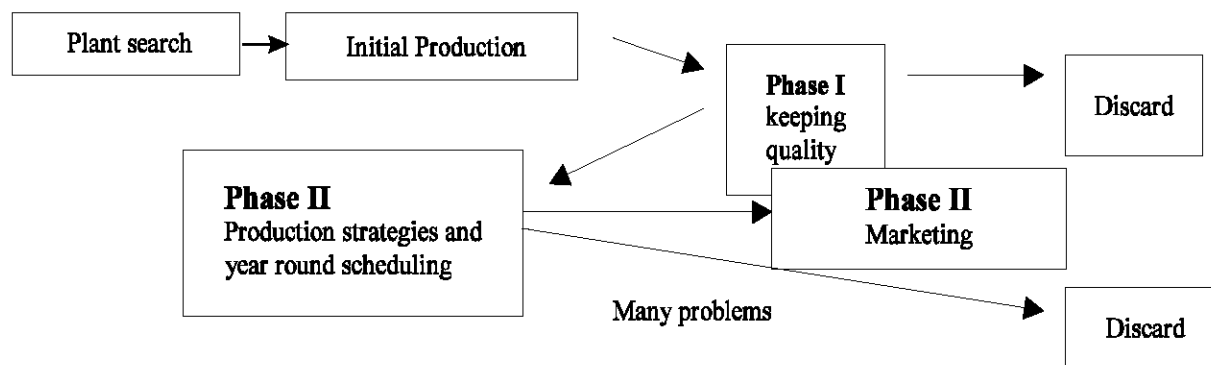 Plant search
Initial Production
Phase I
keeping
quality
Discard
Phase II
Production strategies and
year round scheduling
Phase II
Marketing
Many problems
Discard